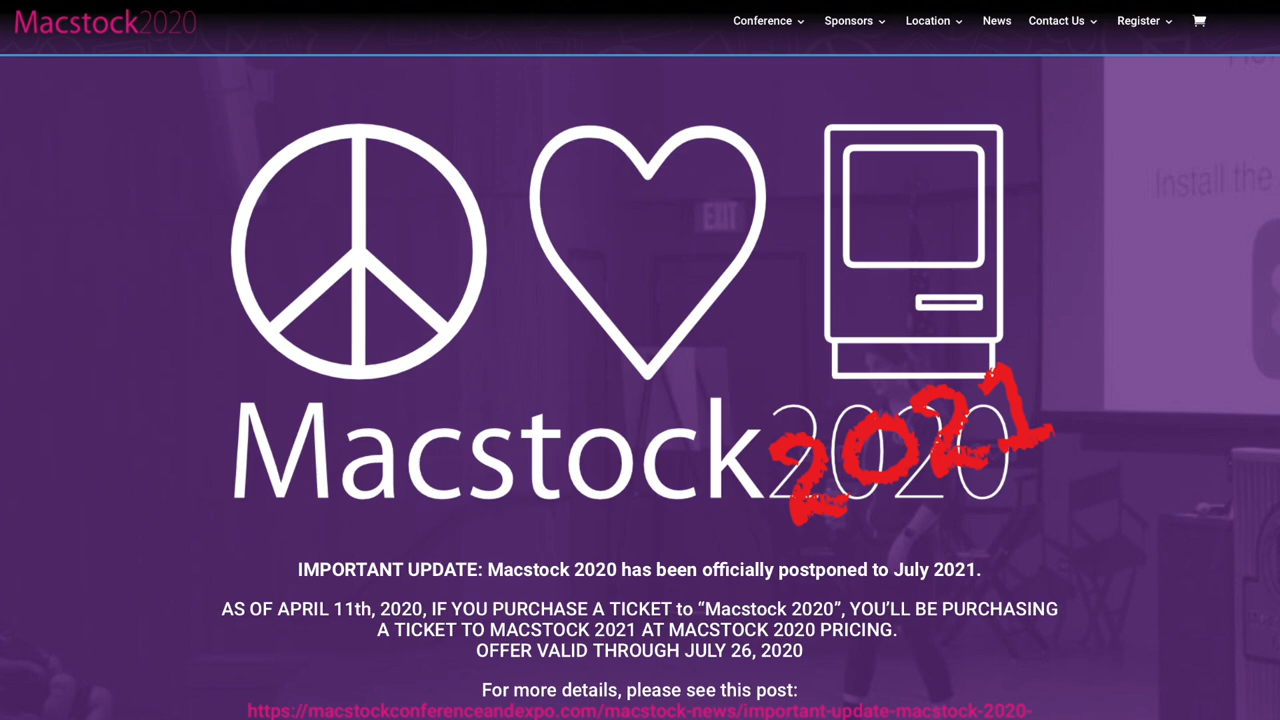 Macstock2020
Conference
Sponsors
Location
News
Contact Us
Register
EXIT
Install the
Macstock2020
2021
IMPORTANT UPDATE: Macstock 2020 has been officially postponed to July 2021.
AS OF APRIL 11th, 2020, IF YOU PURCHASE A TICKET to “Macstock 2020”, YOU’LL BE PURCHASING
A TICKET TO MACSTOCK 2021 AT MACSTOCK 2020 PRICING.
OFFER VALID THROUGH JULY 26, 2020
For more details, please see this post:
https://macstockconferenceandexpo.com/macstock-news/important-update-macstock-2020-